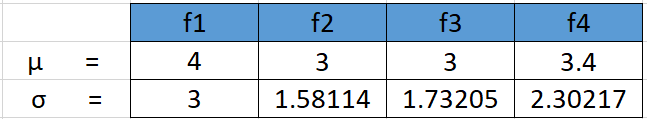 f1 f2 f3 f4
μ = 4 3 3 3.4
σ = 3 1.58114 1.73205 2.30217